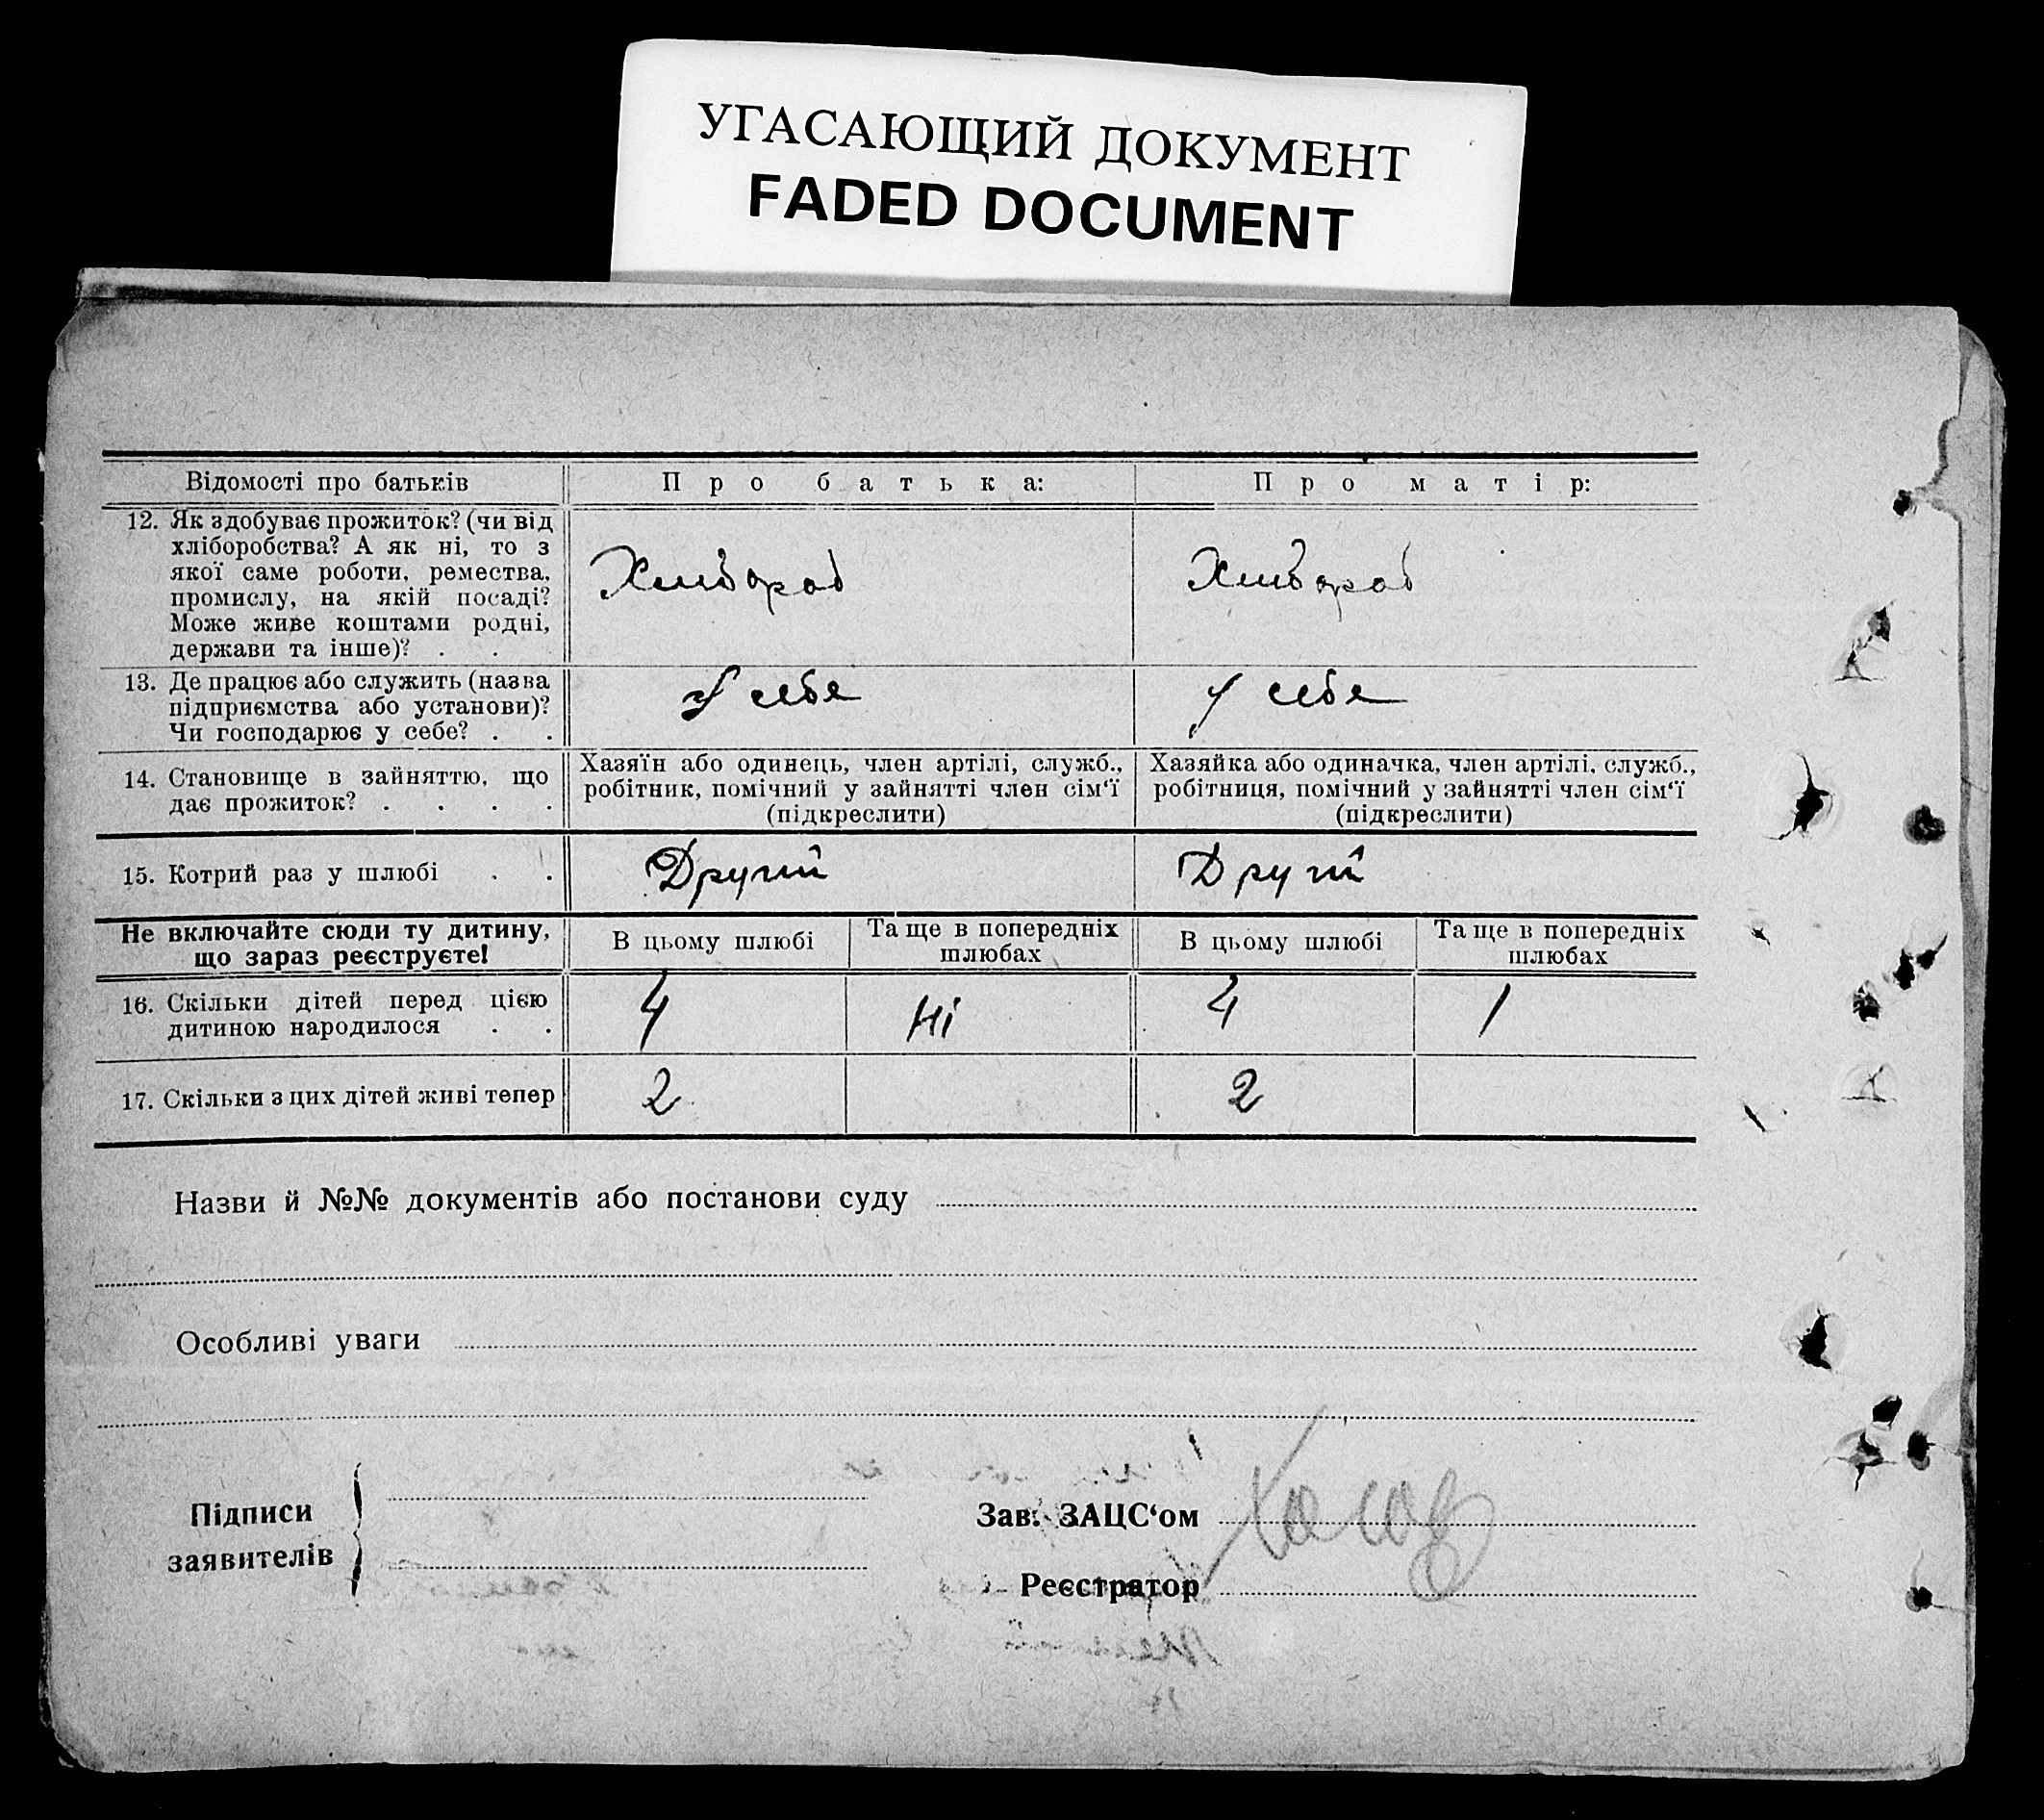 УГАСАЮЩИЙ ДОКУМЕНТ
FADED DOCUMENT
Відомості про батьків
Про батька:
Про матір:
12. Як здобуває прожиток? (чи від
хліборобства? А як ні, то з
якої саме роботи, ремества,
промислу, на якій посаді?
Може живе коштами родні,
держави та інше)? . .
Хлибороб
Хлибороб
13. Де працює або служить (назва
підприємства або установи)?
Чи господарює у себе? . .
У себе
У себе
14. Становище в зайняттю, що
дає прожиток? . . . .
Хазяїн або одинець, член артілі, служб.,
робітник, помічний у зайнятті член сім‘ї
(підкреслити)
Хазяйка або одиначка, член артілі, служб.,
робітниця, помічний у зайнятті член сім‘ї
(підкреслити)
15. Котрий раз у шлюбі . .
Другий
Другий
Не включайте сюди ту дитину,
що зараз реєструєте!
В цьому шлюбі
Та ще в попередніх
шлюбах
В цьому шлюбі
Та ще в попередніх
шлюбах
16. Скільки дітей перед цією
дитиною народилося . .
4
Ні
4
1
17. Скільки з цих дітей живі тепер
2
2
Назви й №№ документів або постанови суду
Особливі уваги
Підписи
заявителів
Зав. ЗАЦС‘ом
Реєстратор